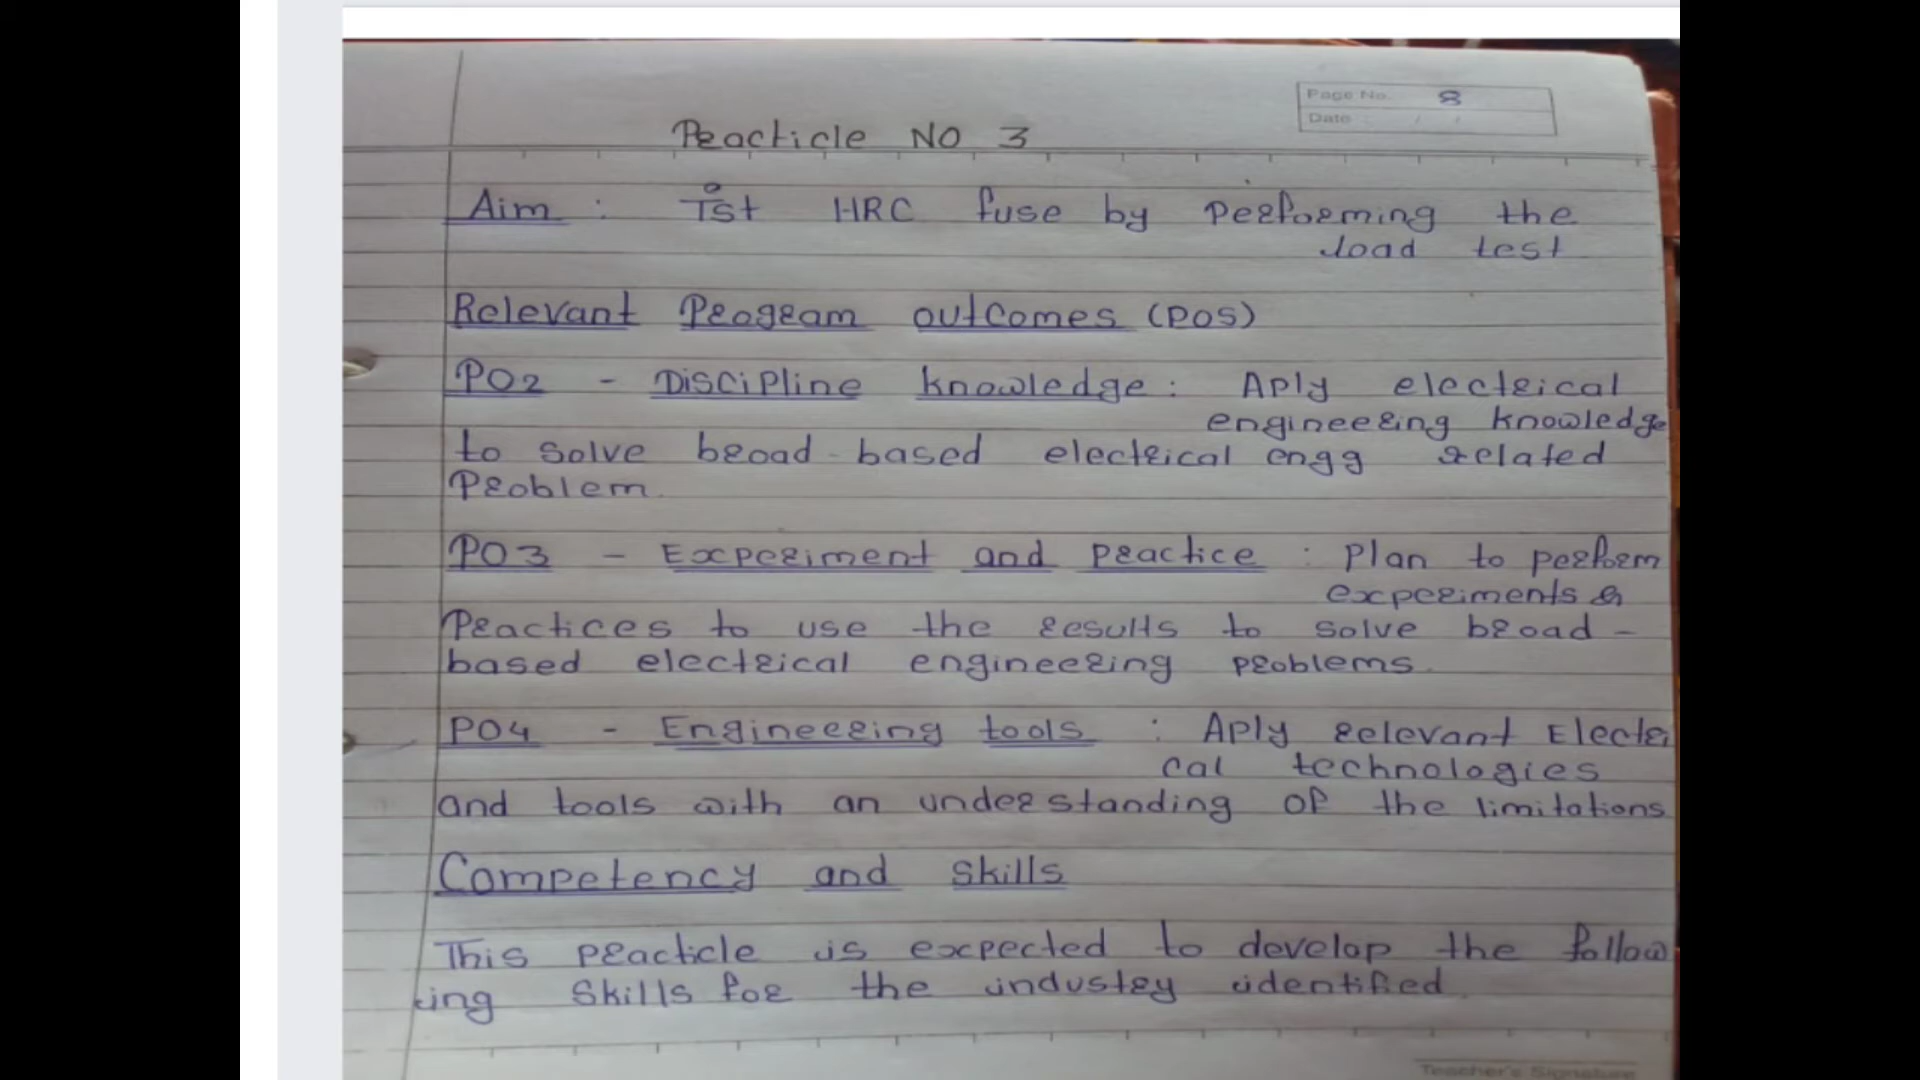 Page No. 8
Date / /
Practicle NO 3
Aim : Tst HRC fuse by performing the
load test
Relevant Program outcomes (POS)
PO2 - Discipline knowledge : Aply electrical
engineering knowledge
to solve broad-based electrical engg related
Problem.
PO3 - Experiment and practice : Plan to perform
experiments &
Practices to use the results to solve broad-
based electrical engineering problems.
PO4 - Engineering tools : Aply relevant Electri
cal technologies
and tools with an understanding of the limitations
Competency and skills
This practicle is expected to develop the follow
ing skills for the industry identified
Teacher's Signature